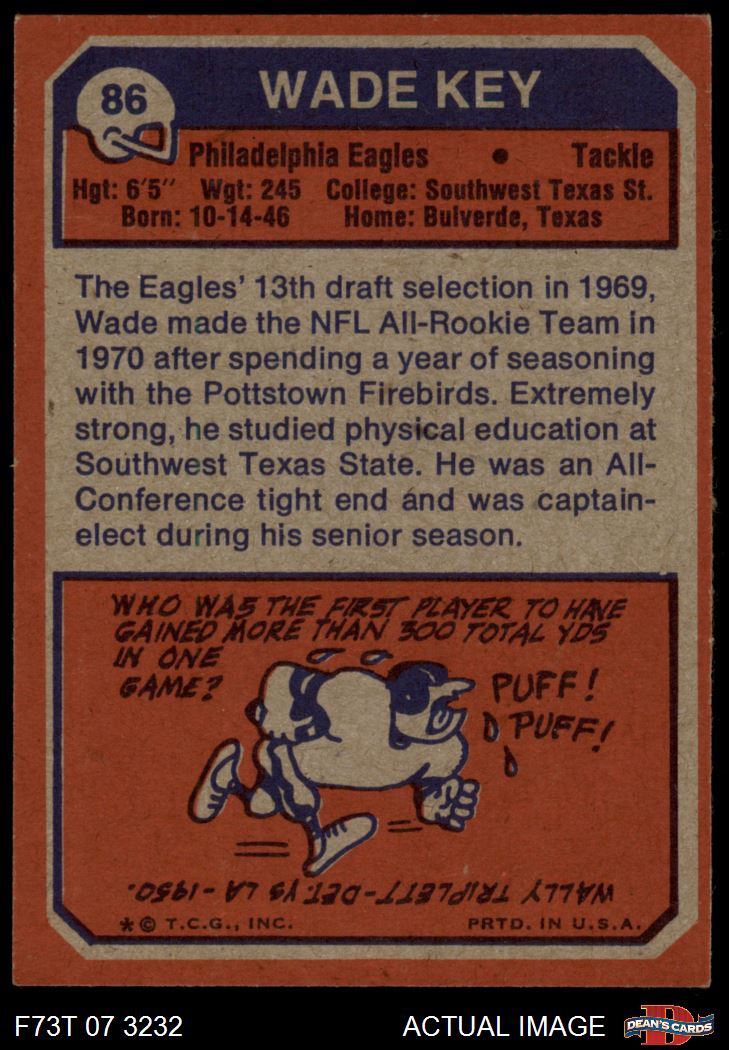 86
WADE KEY
Philadelphia Eagles • Tackle
Hgt: 6'5" Wgt: 245 College: Southwest Texas St.
Born: 10-14-46 Home: Bulverde, Texas
The Eagles' 13th draft selection in 1969,
Wade made the NFL All-Rookie Team in
1970 after spending a year of seasoning
with the Pottstown Firebirds. Extremely
strong, he studied physical education at
Southwest Texas State. He was an All-
Conference tight end and was captain-
elect during his senior season.
WHO WAS THE FIRST PLAYER TO HAVE
GAINED MORE THAN 300 TOTAL YDS
IN ONE
GAME?
PUFF!
PUFF!
WALLY TRIPLETT-DET. VS LA - 1950.
* © T.C.G., INC. PRTD. IN U.S.A.
F73T 07 3232 ACTUAL IMAGE
D
DEAN'S CARDS